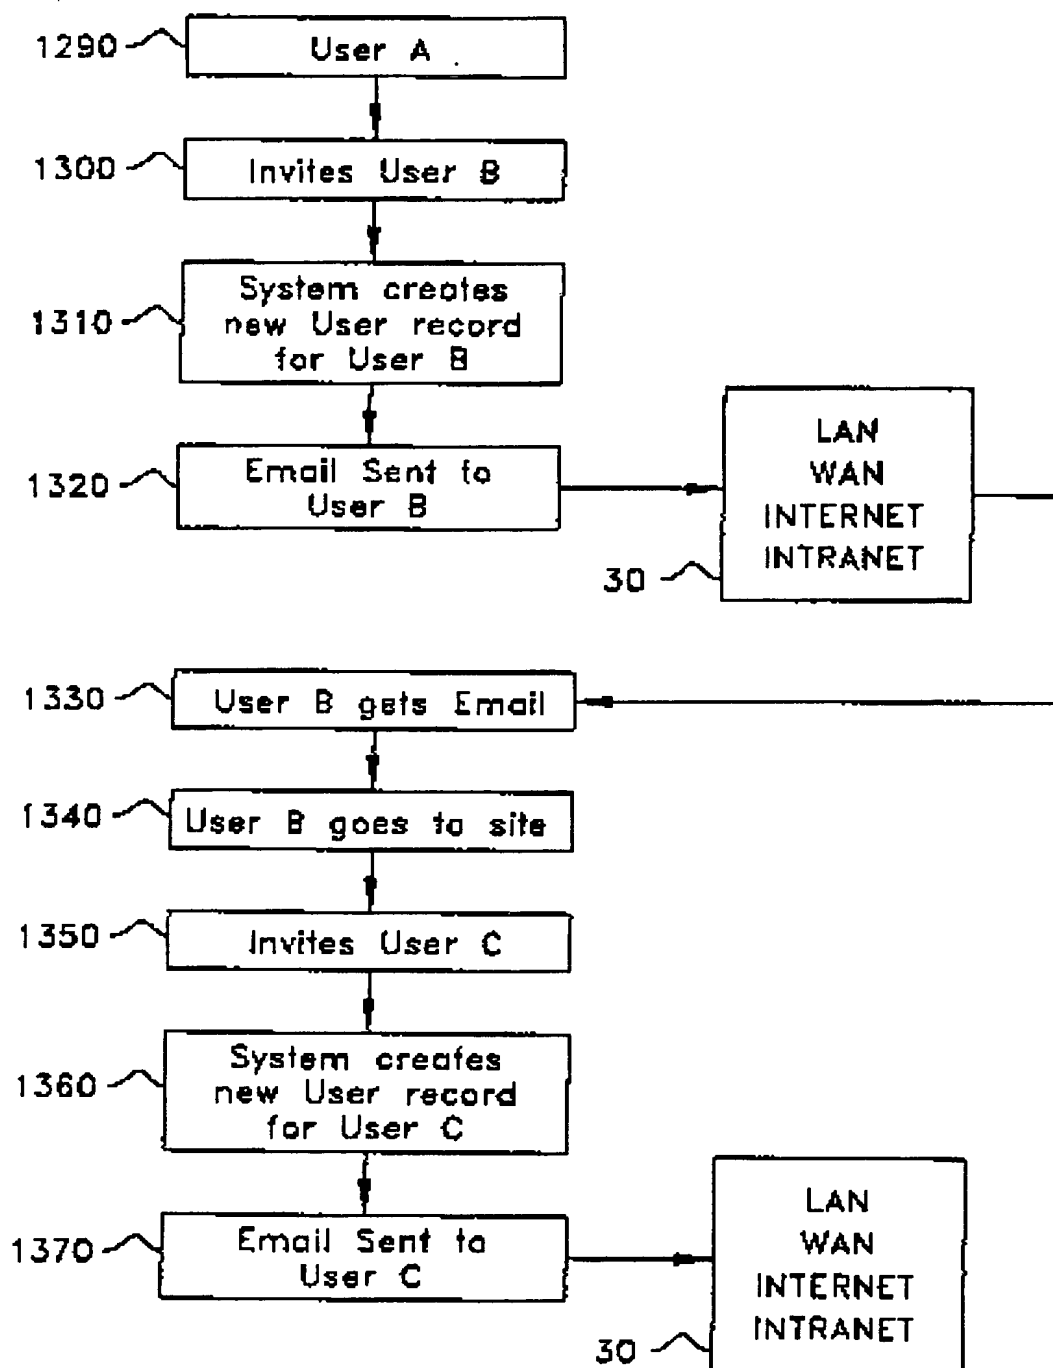 1290
User A
1300
Invites User B
1310
System creates
new User record
for User B
1320
Email Sent to
User B
LAN
WAN
INTERNET
INTRANET
30
1330
User B gets Email
1340
User B goes to site
1350
Invites User C
1360
System creates
new User record
for User C
1370
Email Sent to
User C
LAN
WAN
INTERNET
INTRANET
30